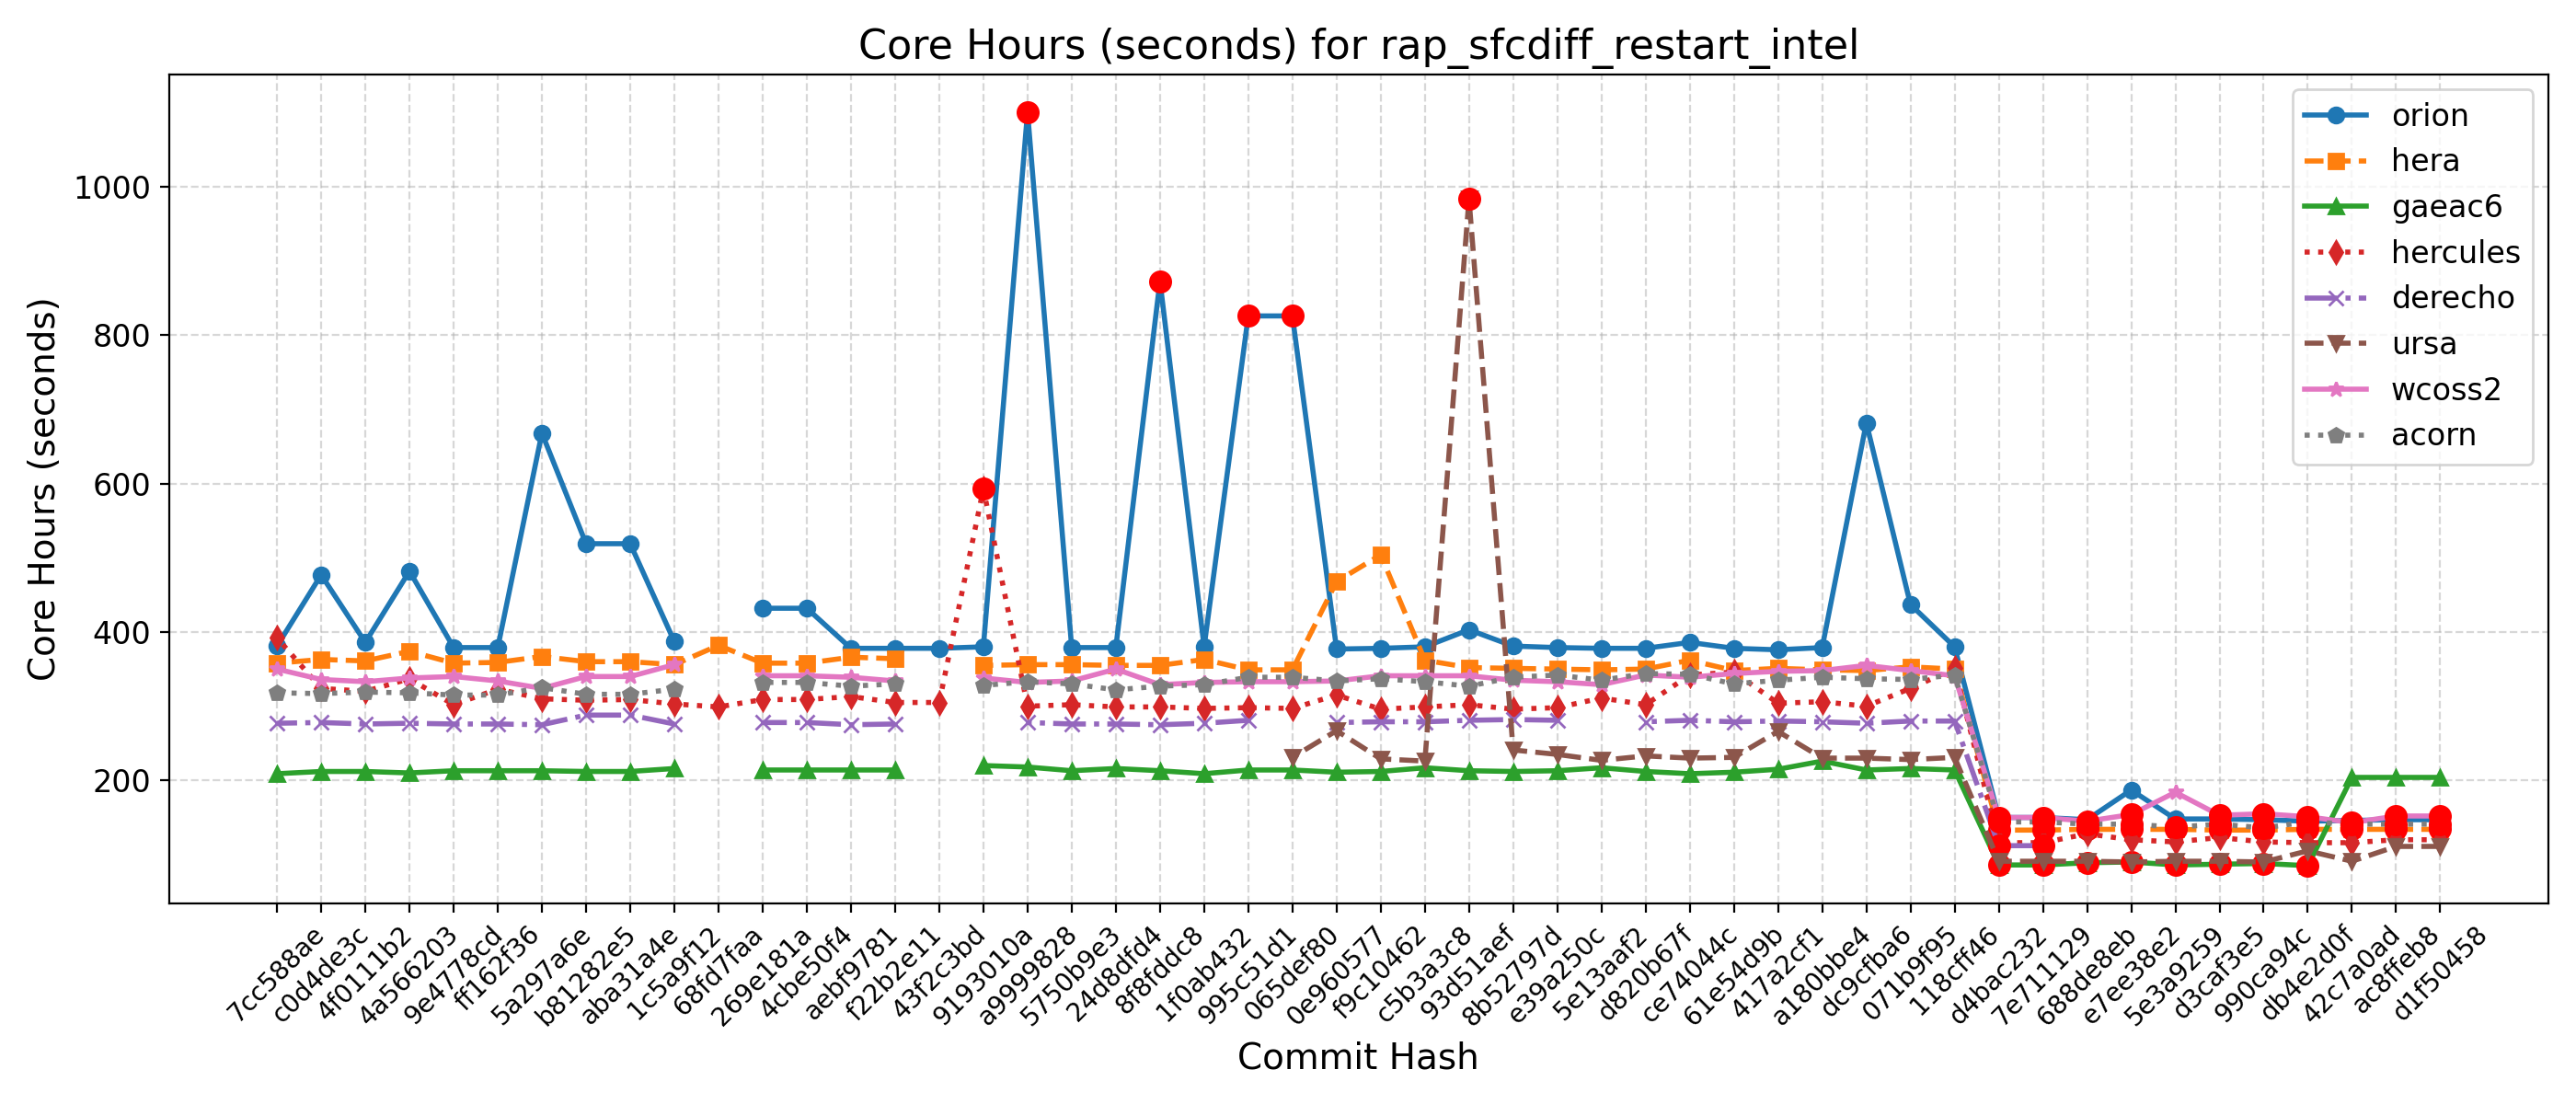 Core Hours (seconds) for rap_sfcdiff_restart_intel
Core Hours (seconds)
1000
800
600
400
200
orion
hera
gaeac6
hercules
derecho
ursa
wcoss2
acorn
7cc588ae
c0d4de3c
4f0111b2
4a566203
9e4778cd
ff162f36
5a297a6e
b81282e5
aba31a4e
1c5a9f12
68fd7faa
269e181a
4cbe50f4
aebf9781
f22b2e11
43f2c3bd
9193010a
a9999828
5750b9e3
24d8dfd4
8f8fddc8
1f0ab432
995c51d1
065def80
0e960577
f9c10462
c5b3a3c8
93d51aef
8b52797d
e39a250c
5e13aaf2
d820b67f
ce74044c
61e54d9b
417a2cf1
a180bbe4
dc9cfba6
071b9f95
118cff46
d4bac232
7e711129
688de8eb
e7ee38e2
5e3a9259
d3caf3e5
990ca94c
db4e2d0f
42c7a0ad
ac8ffeb8
d1f50458
Commit Hash